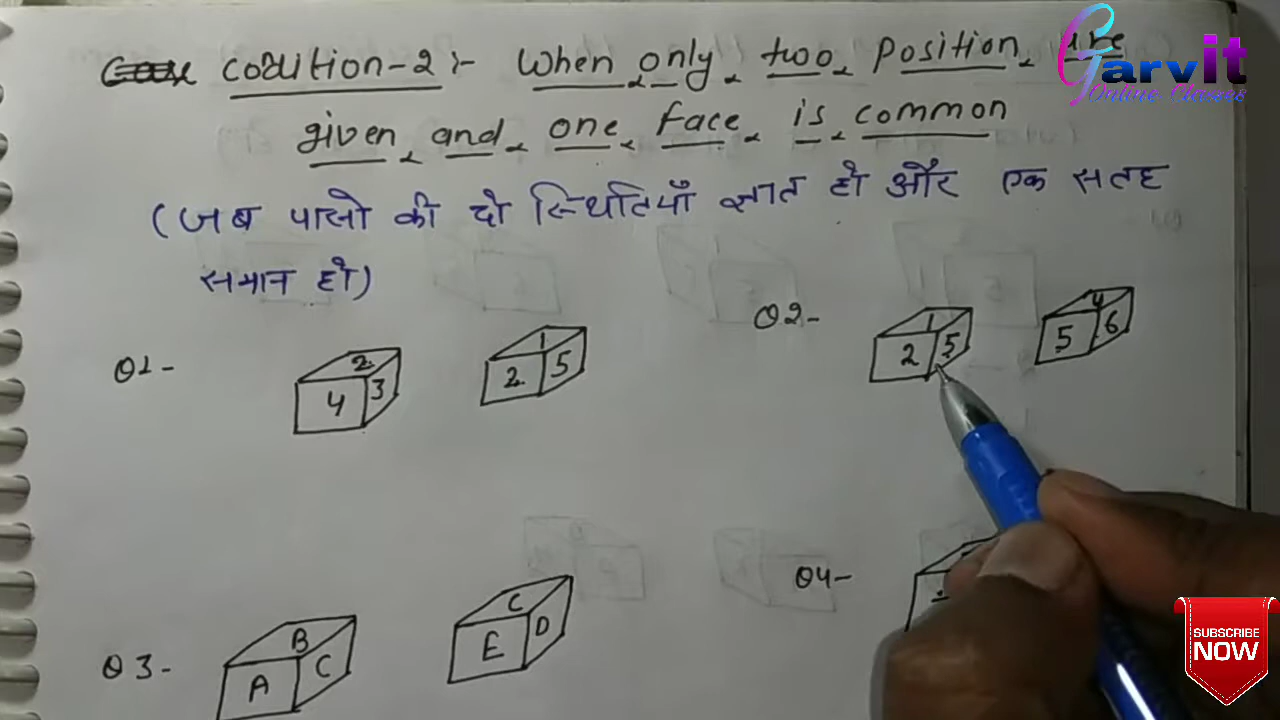 Condition-2:- When only two position are
given and one face is common
(जब पासो की दो स्थितियाँ ज्ञात हो और एक सतह
समान हो)
Garvit
Online Classes
Q1-
2
4 3
1
2 5
Q2-
1
2 5
4
5 6
Q3-
B
A C
C
E D
Q4-
SUBSCRIBE
NOW